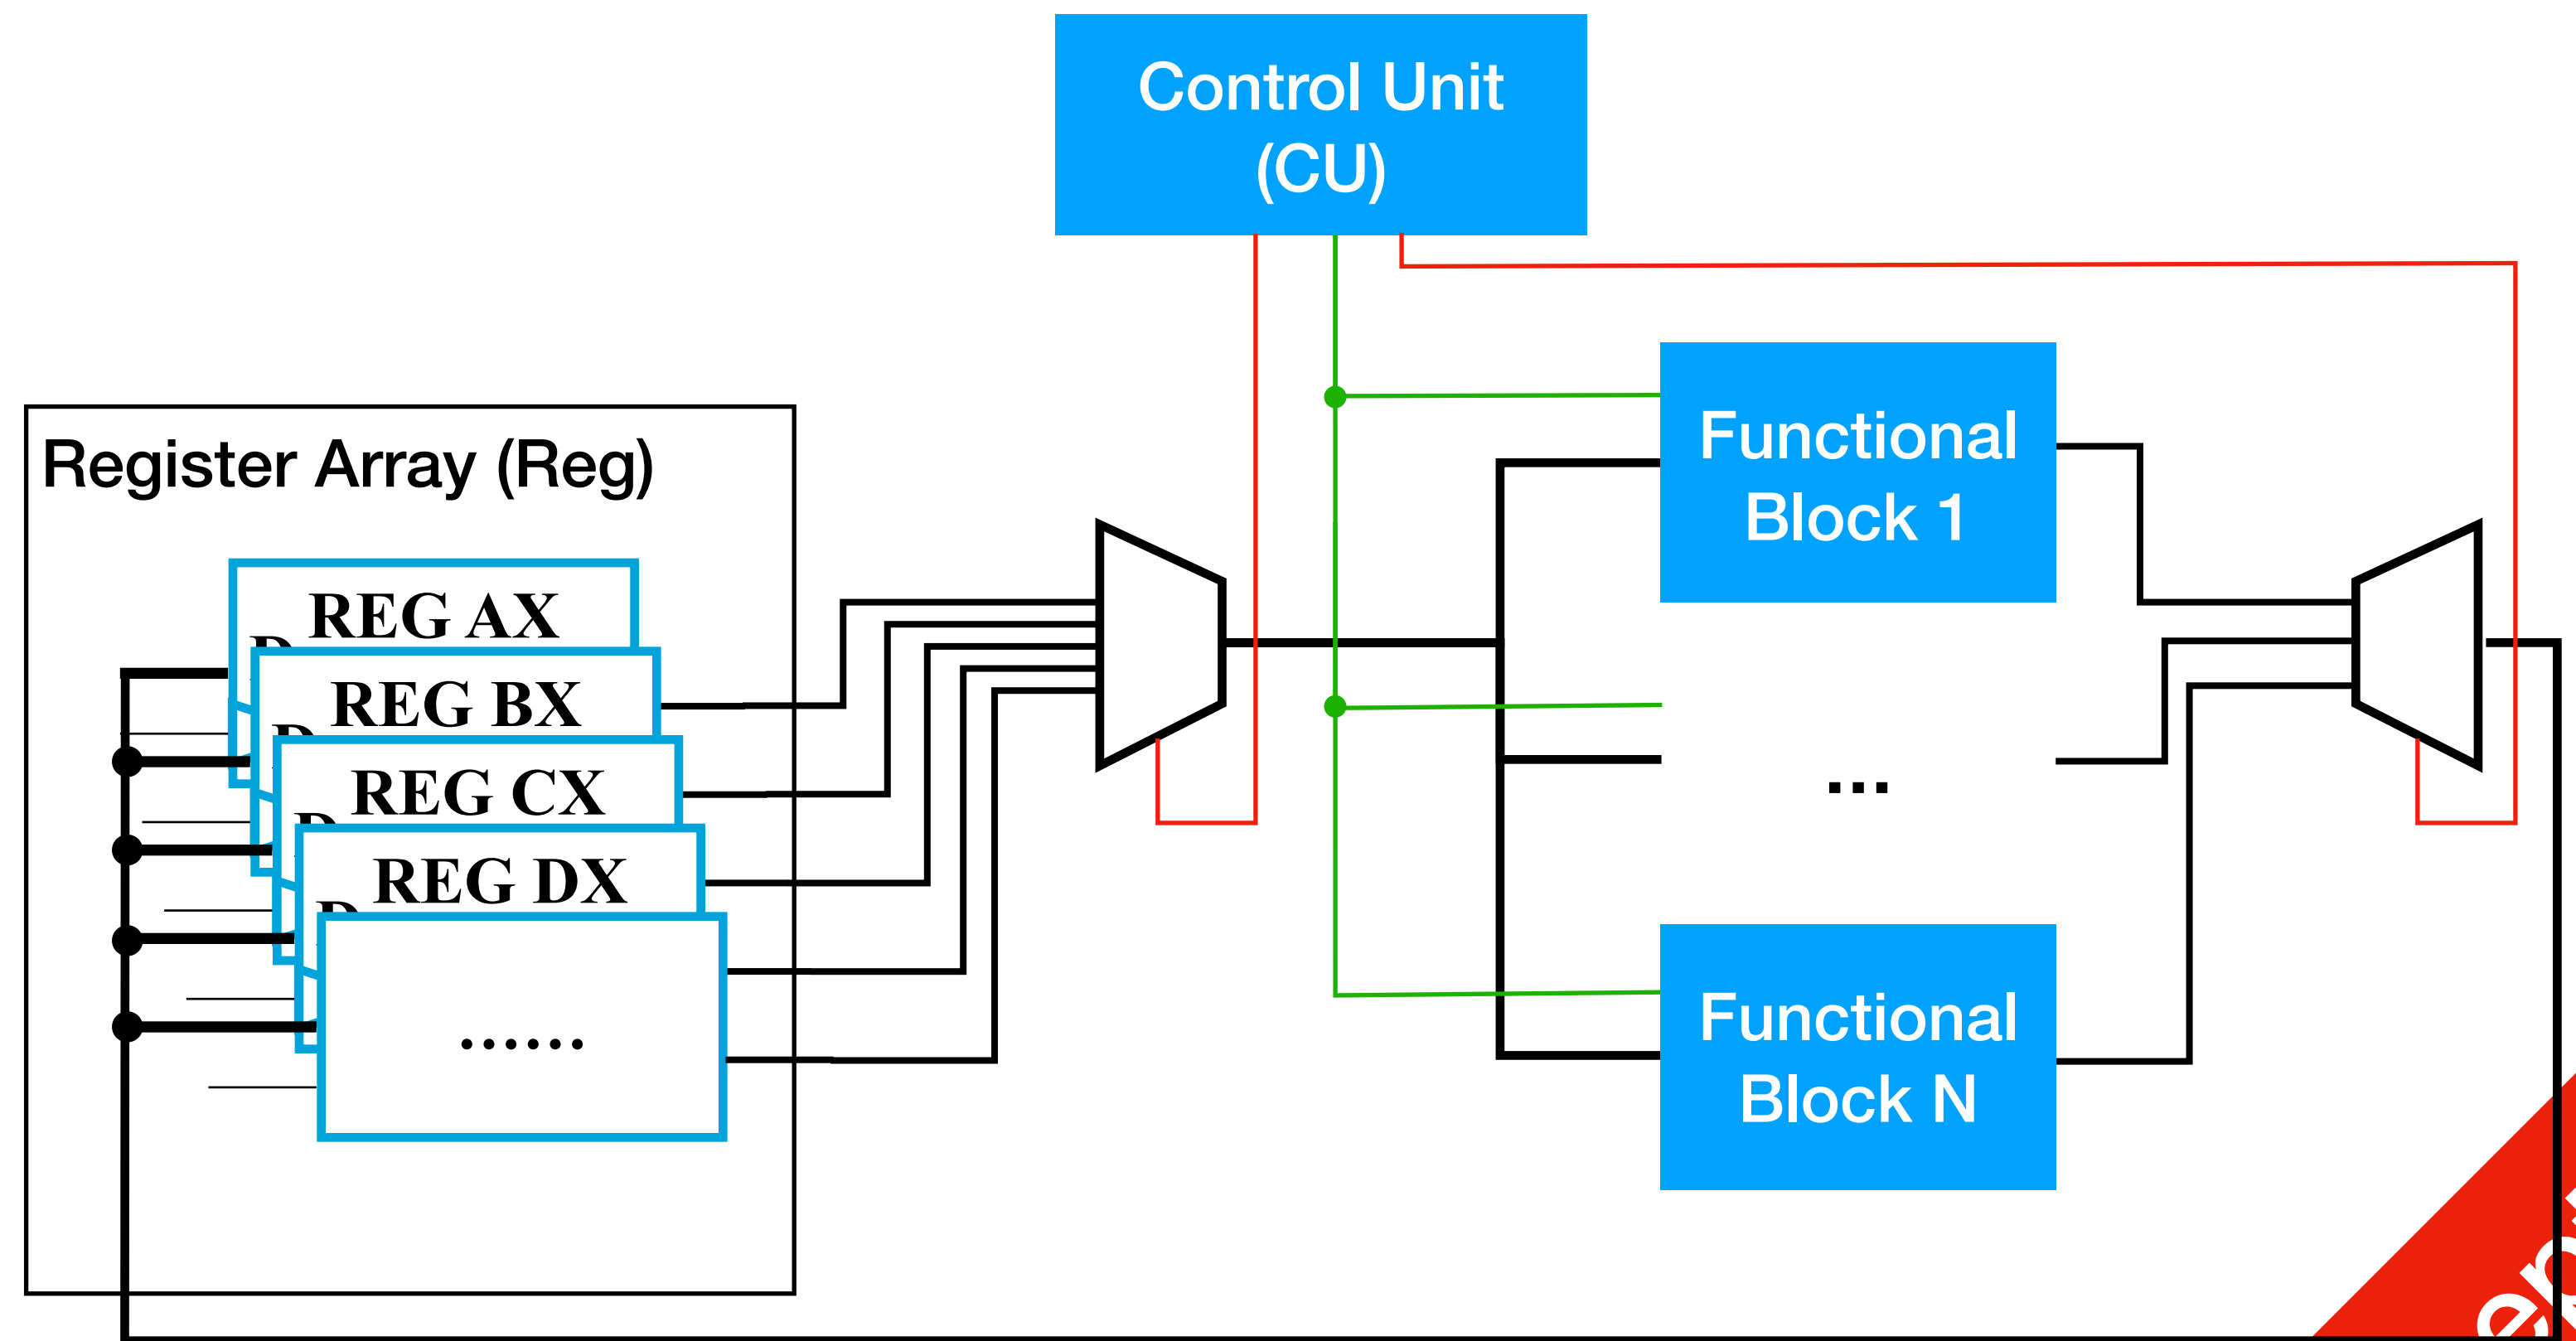 Control Unit
(CU)
Register Array (Reg)
REG AX
REG BX
REG CX
REG DX
......
Functional
Block 1
...
Functional
Block N